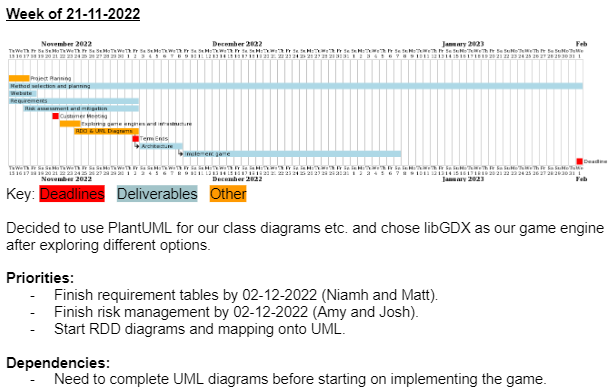 Week of 21-11-2022
November 2022 December 2022 January 2023 Feb
Project Planning
Method selection and planning
Website
Requirements
Risk assessment and mitigation
Customer Meeting
Exploring game engines and infrastructure
RDD & UML Diagrams
Term Ends
Architecture
Implement game
Deadline
November 2022 December 2022 January 2023 Feb
Key: Deadlines Deliverables Other
Decided to use PlantUML for our class diagrams etc. and chose libGDX as our game engine
after exploring different options.
Priorities:
- Finish requirement tables by 02-12-2022 (Niamh and Matt).
- Finish risk management by 02-12-2022 (Amy and Josh).
- Start RDD diagrams and mapping onto UML.
Dependencies:
- Need to complete UML diagrams before starting on implementing the game.